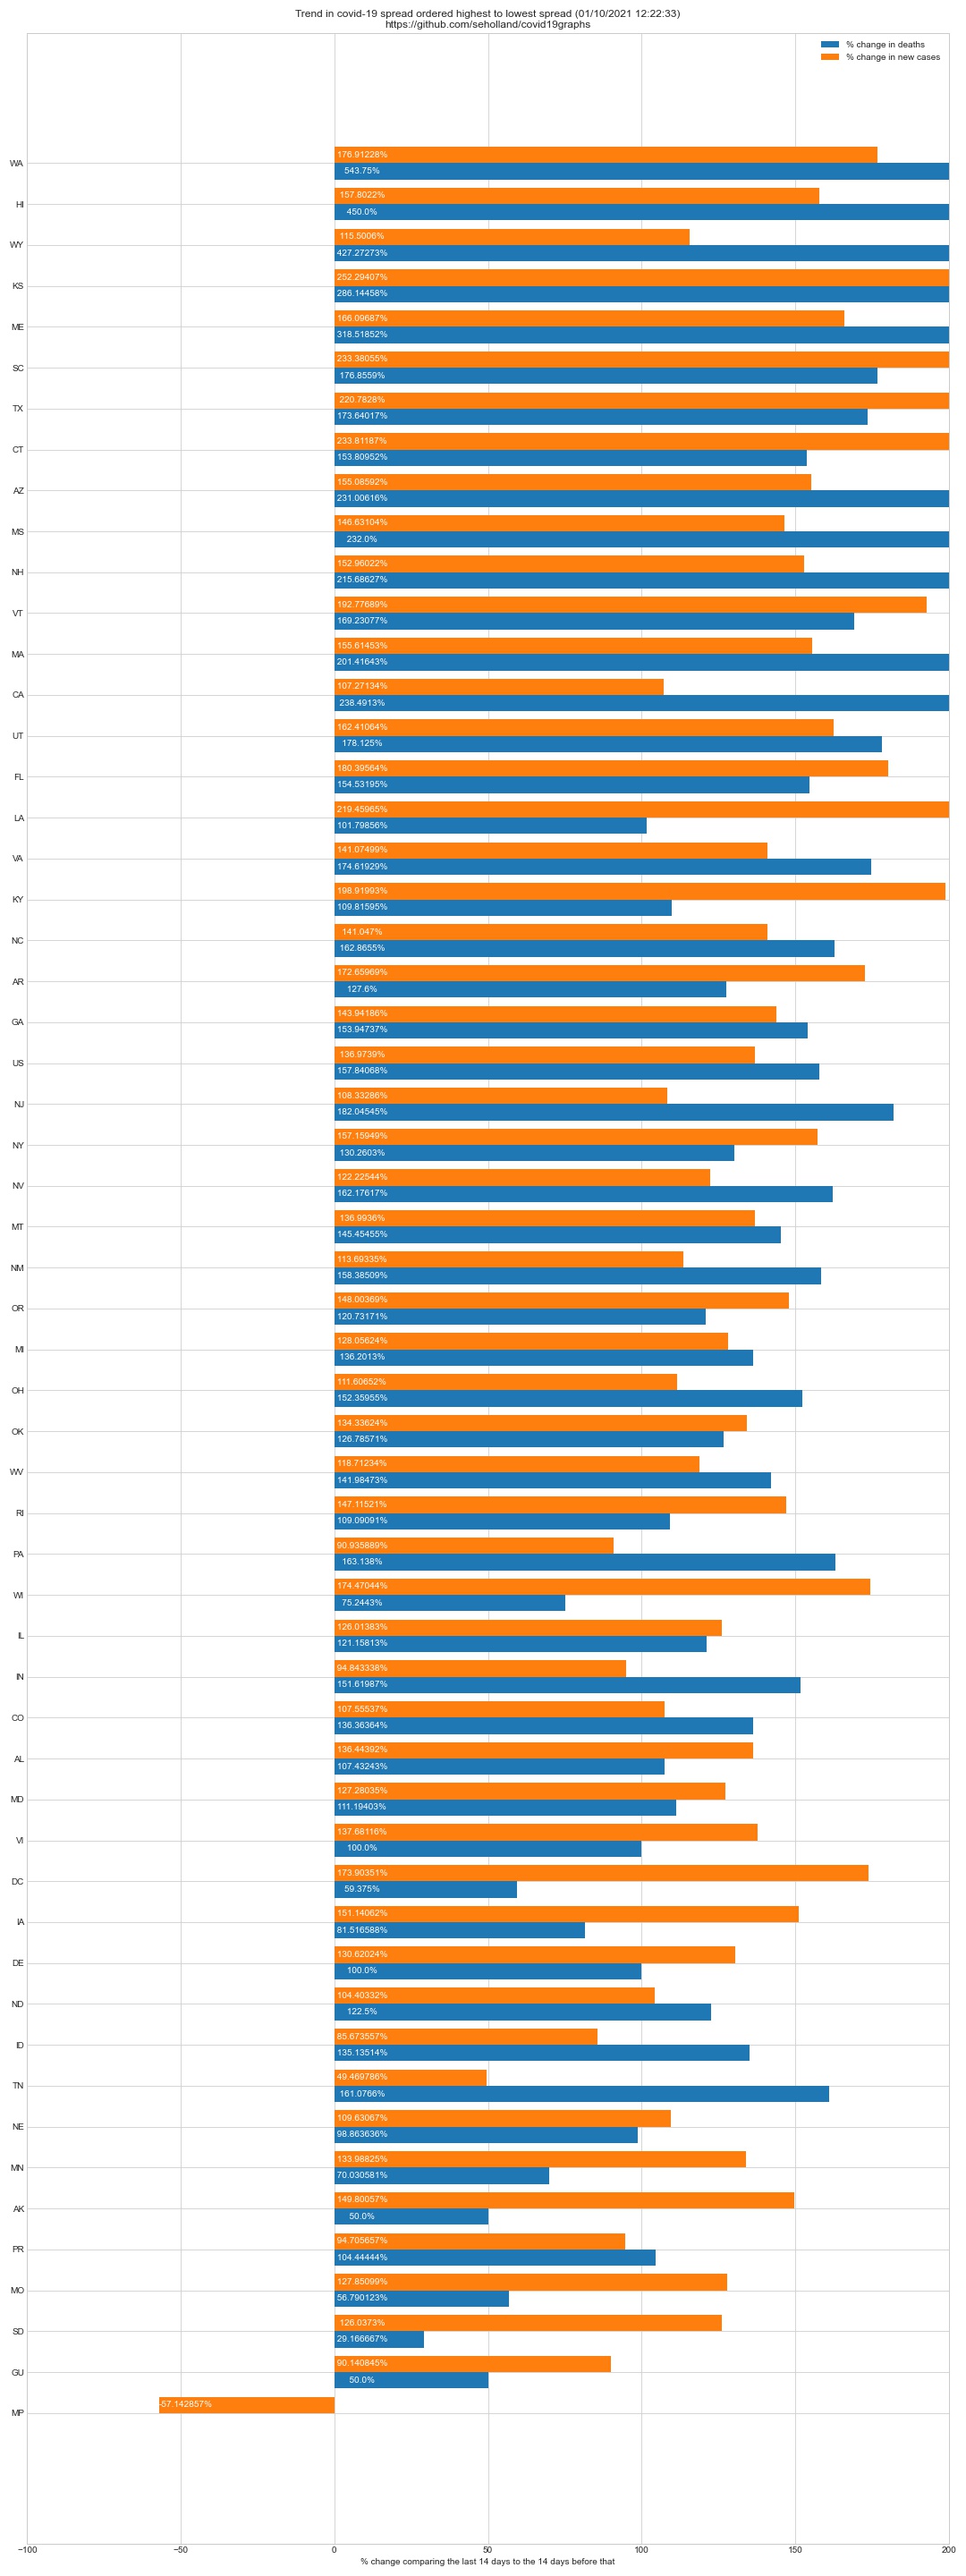 Trend in covid-19 spread ordered highest to lowest spread (01/10/2021 12:22:33)
https://github.com/seholland/covid19graphs
% change in deaths
% change in new cases
176.91228%
WA
543.75%
157.8022%
HI
450.0%
115.5006%
WY
427.27273%
252.29407%
KS
286.14458%
166.09687%
ME
318.51852%
233.38055%
SC
176.8559%
220.7828%
TX
173.64017%
233.81187%
CT
153.80952%
155.08592%
AZ
231.00616%
146.63104%
MS
232.0%
152.96022%
NH
215.68627%
192.77689%
VT
169.23077%
155.61453%
MA
201.41643%
107.27134%
CA
238.4913%
162.41064%
UT
178.125%
180.39564%
FL
154.53195%
219.45965%
LA
101.79856%
141.07499%
VA
174.61929%
198.91993%
KY
109.81595%
141.047%
NC
162.8655%
172.65969%
AR
127.6%
143.94186%
GA
153.94737%
136.9739%
US
157.84068%
108.33286%
NJ
182.04545%
157.15949%
NY
130.2603%
122.22544%
NV
162.17617%
136.9936%
MT
145.45455%
113.69335%
NM
158.38509%
148.00369%
OR
120.73171%
128.05624%
MI
136.2013%
111.60652%
OH
152.35955%
134.33624%
OK
126.78571%
118.71234%
WV
141.98473%
147.11521%
RI
109.09091%
90.935889%
PA
163.138%
174.47044%
WI
75.2443%
126.01383%
IL
121.15813%
94.843338%
IN
151.61987%
107.55537%
CO
136.36364%
136.44392%
AL
107.43243%
127.28035%
MD
111.19403%
137.68116%
VI
100.0%
173.90351%
DC
59.375%
151.14062%
IA
81.516588%
130.62024%
DE
100.0%
104.40332%
ND
122.5%
85.673557%
ID
135.13514%
49.469786%
TN
161.0766%
109.63067%
NE
98.863636%
133.98825%
MN
70.030581%
149.80057%
AK
50.0%
94.705657%
PR
104.44444%
127.85099%
MO
56.790123%
126.0373%
SD
29.166667%
90.140845%
GU
50.0%
-57.142857%
MP
−100 −50 0 50 100 150 200
% change comparing the last 14 days to the 14 days before that